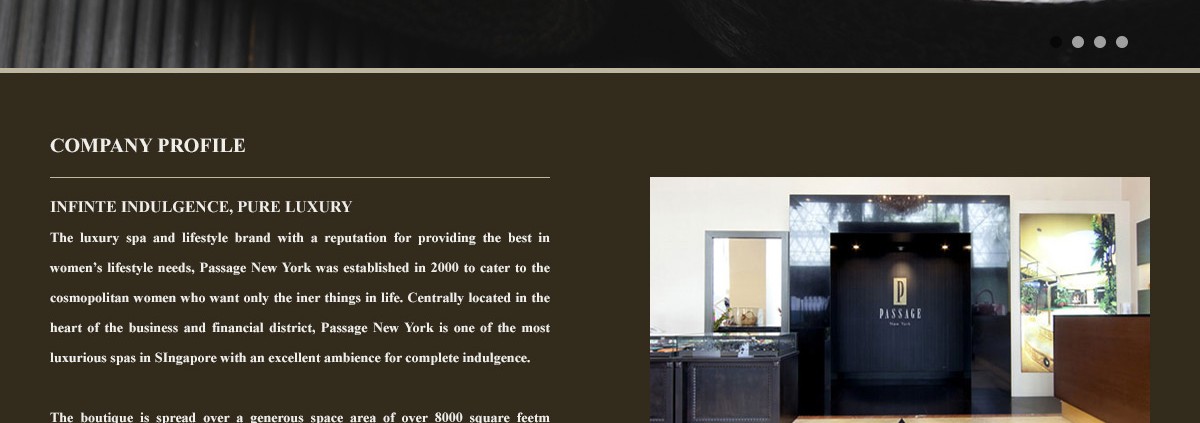 COMPANY PROFILE
INFINTE INDULGENCE, PURE LUXURY
The luxury spa and lifestyle brand with a reputation for providing the best in
women's lifestyle needs, Passage New York was established in 2000 to cater to the
cosmopolitan women who want only the iner things in life. Centrally located in the
heart of the business and financial district, Passage New York is one of the most
luxurious spas in SIngapore with an excellent ambience for complete indulgence.
The boutique is spread over a generous space area of over 8000 square feetm
P
PASSAGE
New York